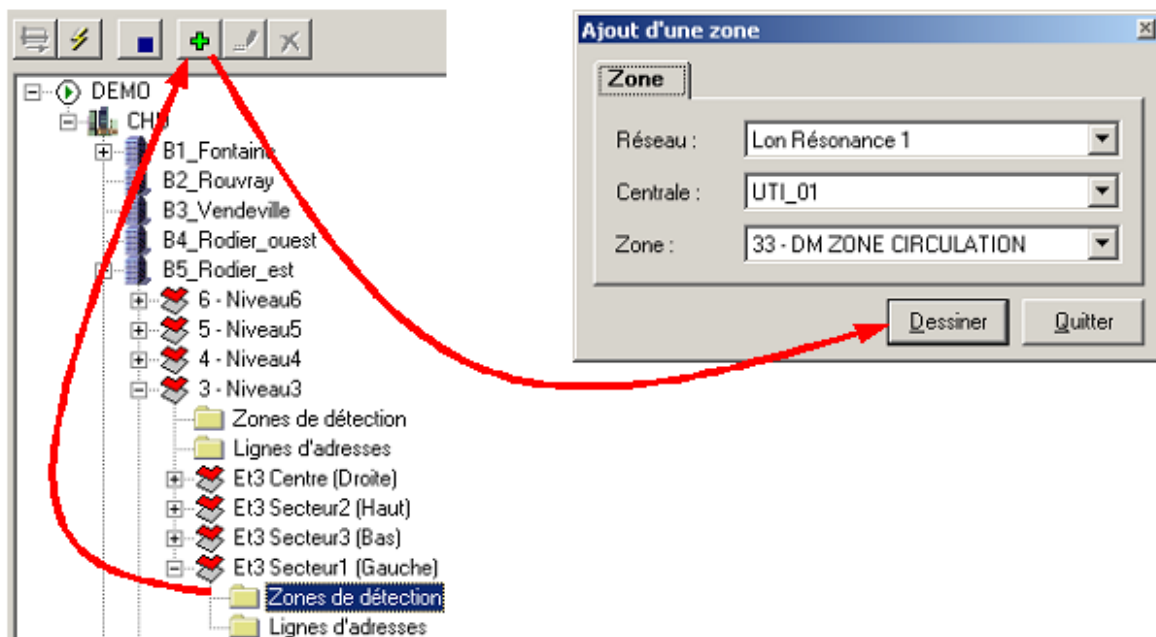 DEMO
CHU
B1_Fontaine
B2_Rouvray
B3_Vendeville
B4_Rodier_ouest
B5_Rodier_est
6 - Niveau6
5 - Niveau5
4 - Niveau4
3 - Niveau3
Zones de détection
Lignes d'adresses
Et3 Centre (Droite)
Et3 Secteur2 (Haut)
Et3 Secteur3 (Bas)
Et3 Secteur1 (Gauche)
Zones de détection
Lignes d'adresses
Ajout d'une zone
Zone
Réseau : Lon Résonance 1
Centrale : UTI_01
Zone : 33 - DM ZONE CIRCULATION
Dessiner Quitter